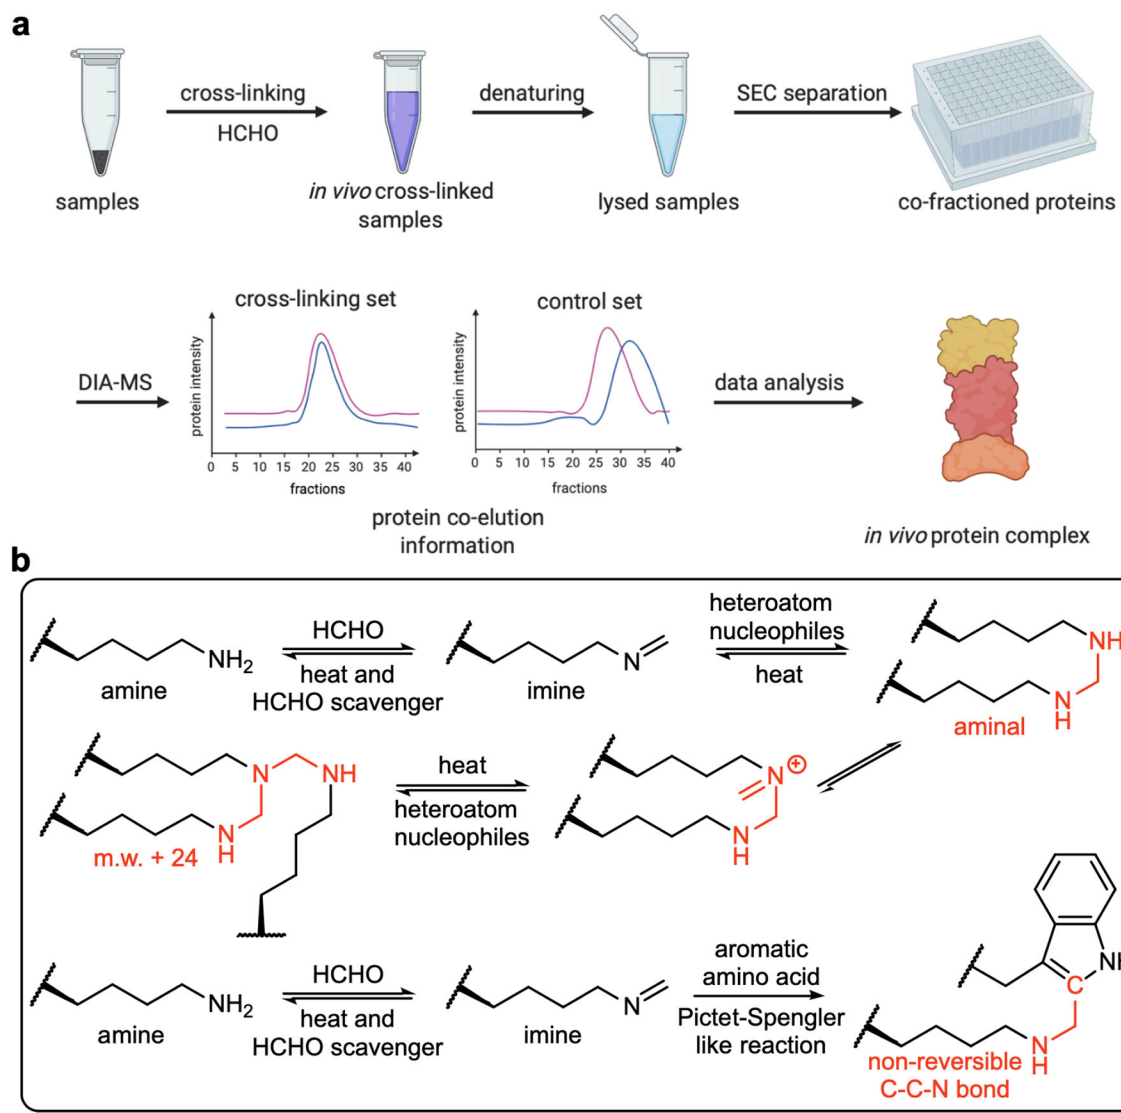 a
cross-linking
HCHO
denaturing
SEC separation
samples
in vivo cross-linked
samples
lysed samples
co-fractioned proteins
DIA-MS
cross-linking set
protein intensity
0 5 10 15 20 25 30 35 40
fractions
control set
protein intensity
0 5 10 15 20 25 30 35 40
fractions
protein co-elution
information
data analysis
in vivo protein complex
b
NH2
amine
HCHO
heat and
HCHO scavenger
N
imine
heteroatom
nucleophiles
heat
NH
N
H
aminal
N
NH
N
H
m.w. + 24
heat
heteroatom
nucleophiles
N
+
N
H
NH2
amine
HCHO
heat and
HCHO scavenger
N
imine
aromatic
amino acid
Pictet-Spengler
like reaction
C
N
H
non-reversible
C-C-N bond